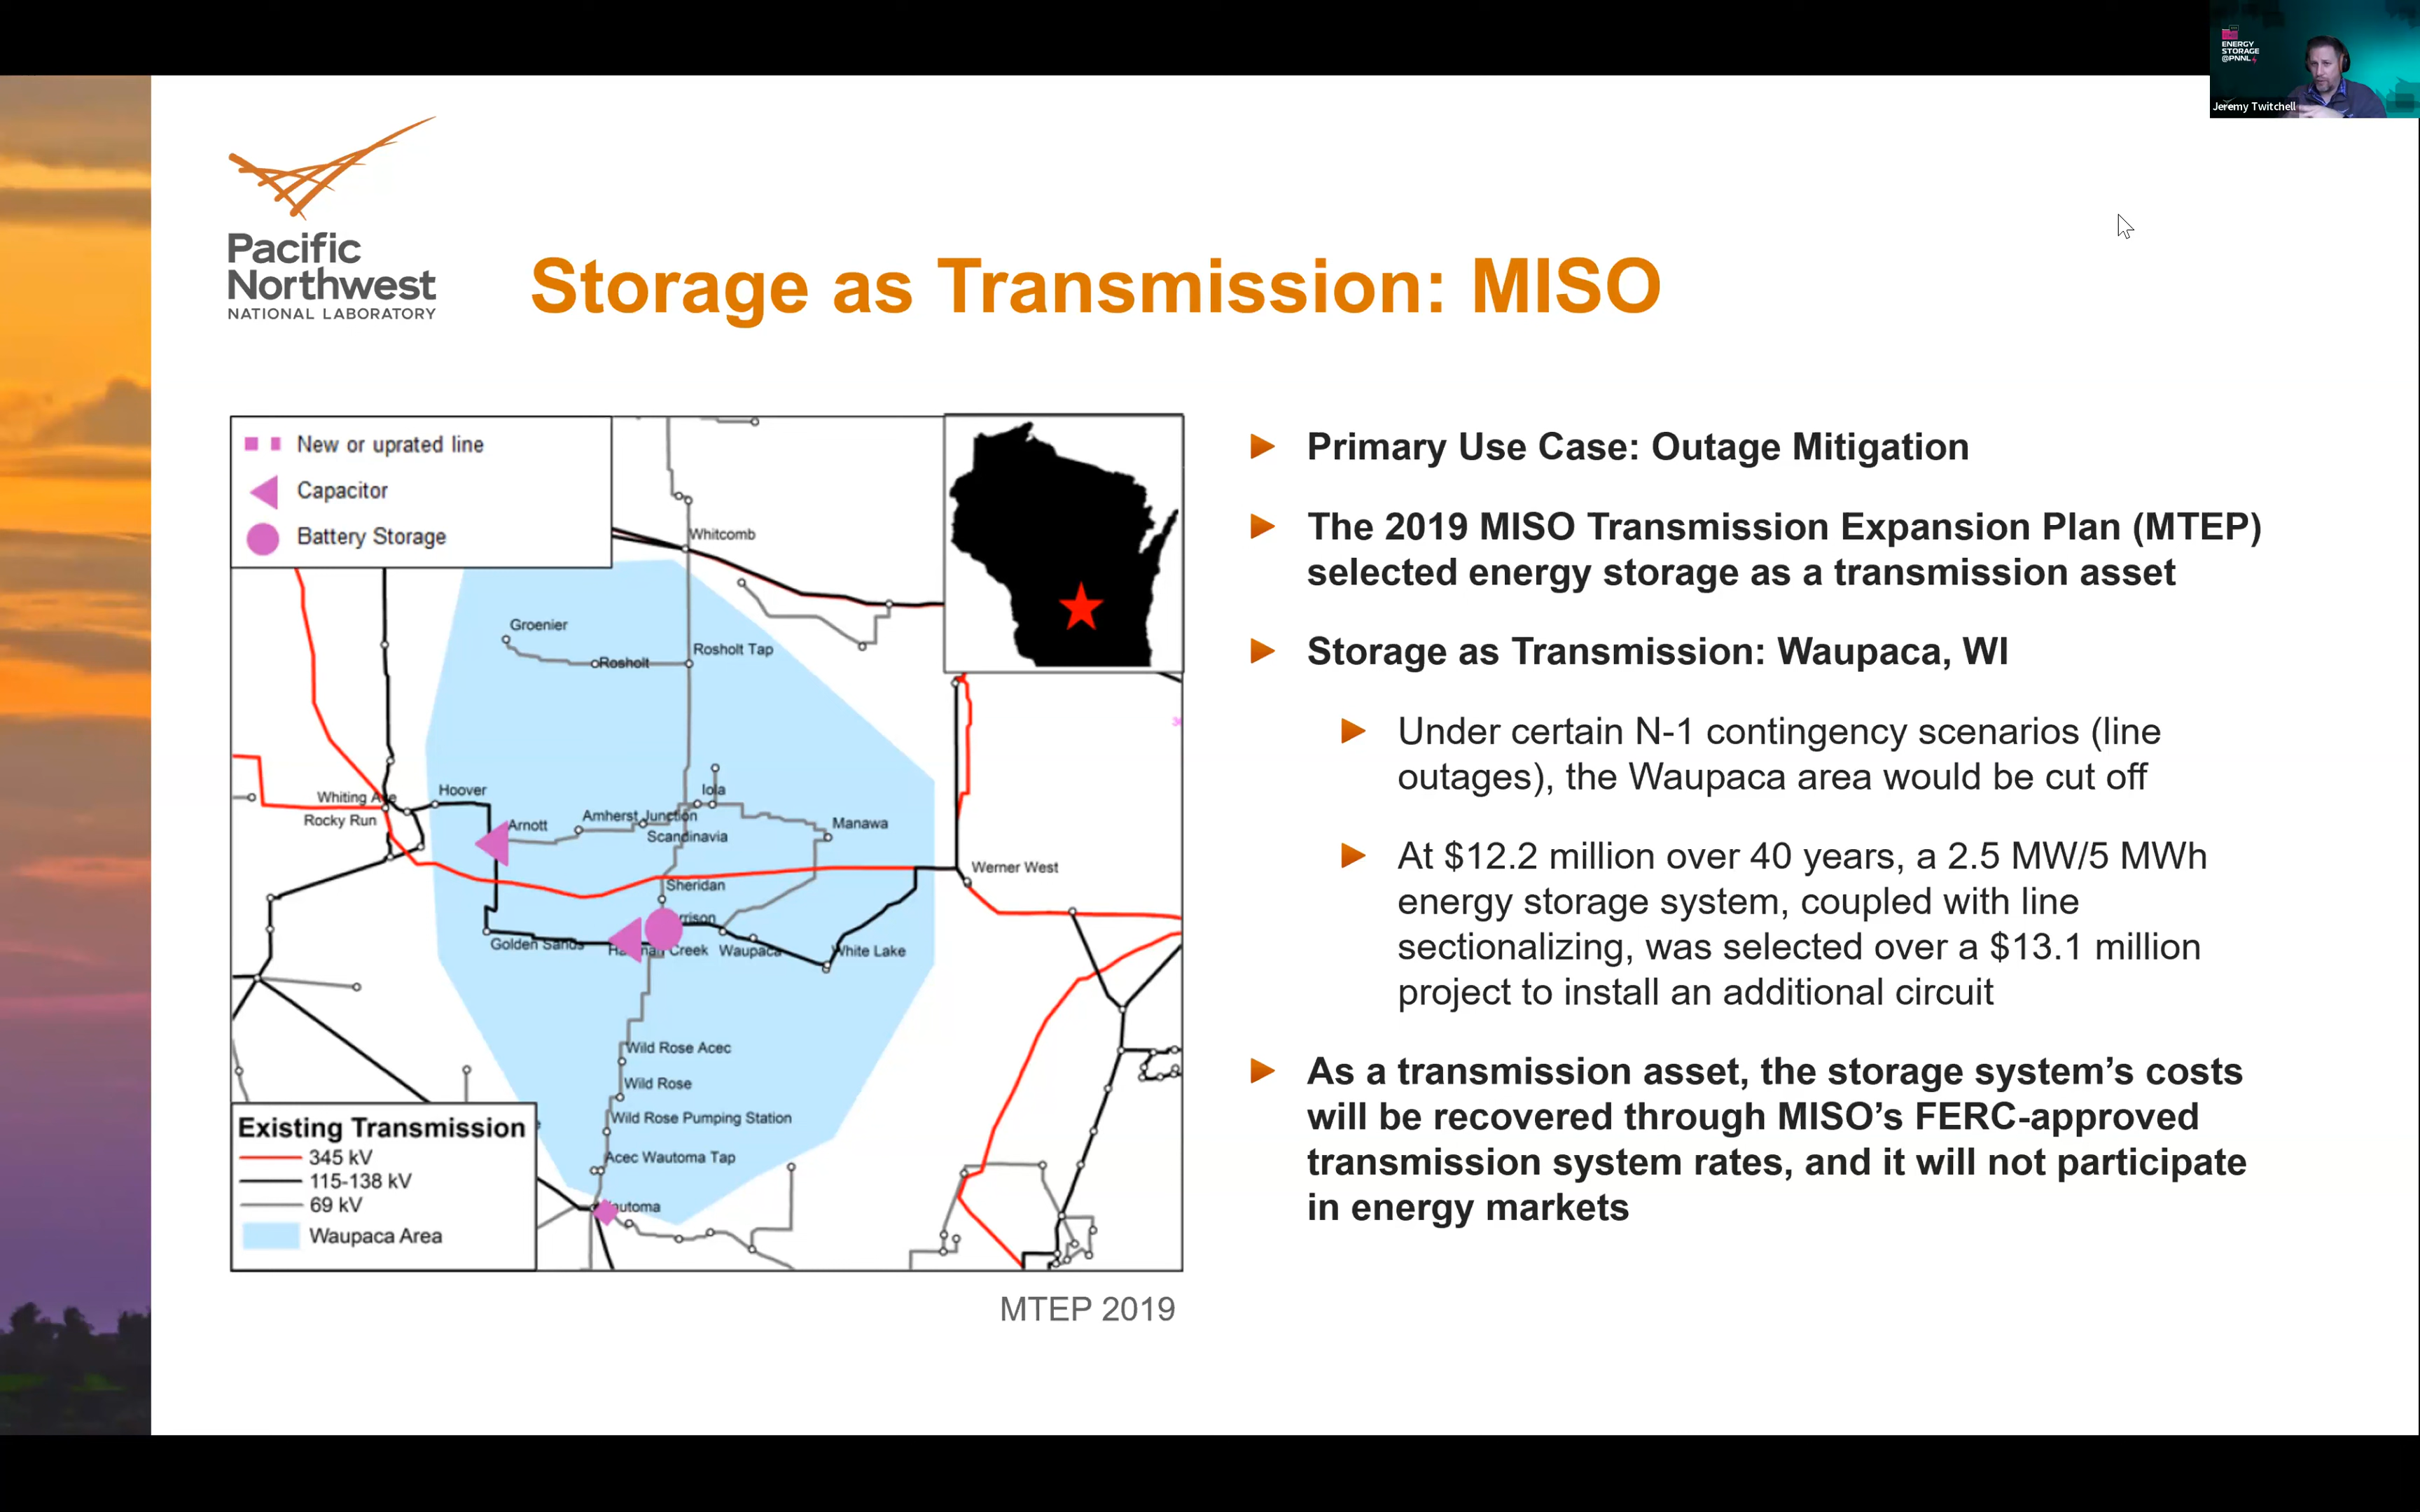 ENERGY
STORAGE
@PNNL
Jeremy Twitchell
Pacific
Northwest
NATIONAL LABORATORY
Storage as Transmission: MISO
New or uprated line
Capacitor
Battery Storage
Whitcomb
Groenier
Rosholt
Rosholt Tap
Whiting Ave
Rocky Run
Hoover
Arnott
Amherst Junction
Iola
Scandinavia
Manawa
Werner West
Sheridan
rrison
Golden Sands
Creek
Waupaca
White Lake
Wild Rose Acec
Wild Rose
Wild Rose Pumping Station
Acec Wautoma Tap
utoma
Existing Transmission
345 kV
115-138 kV
69 kV
Waupaca Area
MTEP 2019
Primary Use Case: Outage Mitigation
The 2019 MISO Transmission Expansion Plan (MTEP)
selected energy storage as a transmission asset
Storage as Transmission: Waupaca, WI
Under certain N-1 contingency scenarios (line
outages), the Waupaca area would be cut off
At $12.2 million over 40 years, a 2.5 MW/5 MWh
energy storage system, coupled with line
sectionalizing, was selected over a $13.1 million
project to install an additional circuit
As a transmission asset, the storage system’s costs
will be recovered through MISO’s FERC-approved
transmission system rates, and it will not participate
in energy markets